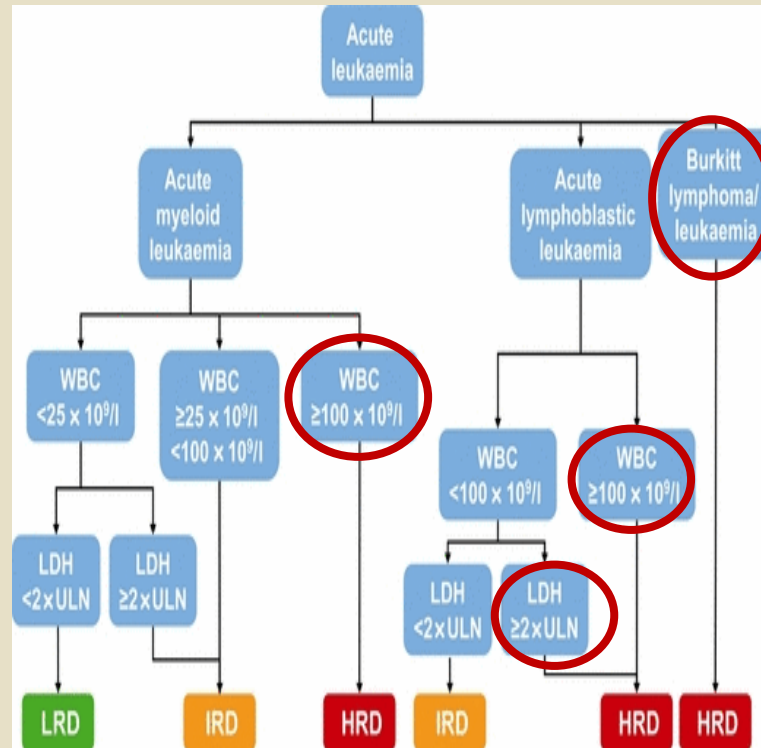 Acute
leukaemia
Acute
myeloid
leukaemia
Acute
lymphoblastic
leukaemia
Burkitt
lymphoma/
leukaemia
WBC
<25 x 10⁹/l
WBC
≥25 x 10⁹/l
<100 x 10⁹/l
WBC
≥100 x 10⁹/l
WBC
<100 x 10⁹/l
WBC
≥100 x 10⁹/l
LDH
<2xULN
LDH
≥2xULN
LDH
<2xULN
LDH
≥2xULN
LRD
IRD
HRD
IRD
HRD
HRD